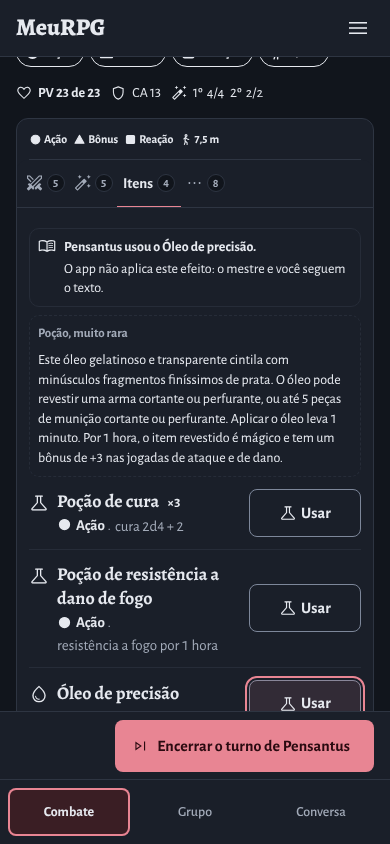 MeuRPG
PV 23 de 23 CA 13 1º 4/4 2º 2/2
Ação Bônus Reação 7,5 m
5 5 Itens 4 ··· 8
Pensantus usou o Óleo de precisão.
O app não aplica este efeito: o mestre e você seguem
o texto.
Poção, muito rara
Este óleo gelatinoso e transparente cintila com
minúsculos fragmentos finíssimos de prata. O óleo pode
revestir uma arma cortante ou perfurante, ou até 5 peças
de munição cortante ou perfurante. Aplicar o óleo leva 1
minuto. Por 1 hora, o item revestido é mágico e tem um
bônus de +3 nas jogadas de ataque e de dano.
Poção de cura ×3
Ação . cura 2d4 + 2
Usar
Poção de resistência a
dano de fogo
Ação .
resistência a fogo por 1 hora
Usar
Óleo de precisão
Usar
Encerrar o turno de Pensantus
Combate Grupo Conversa